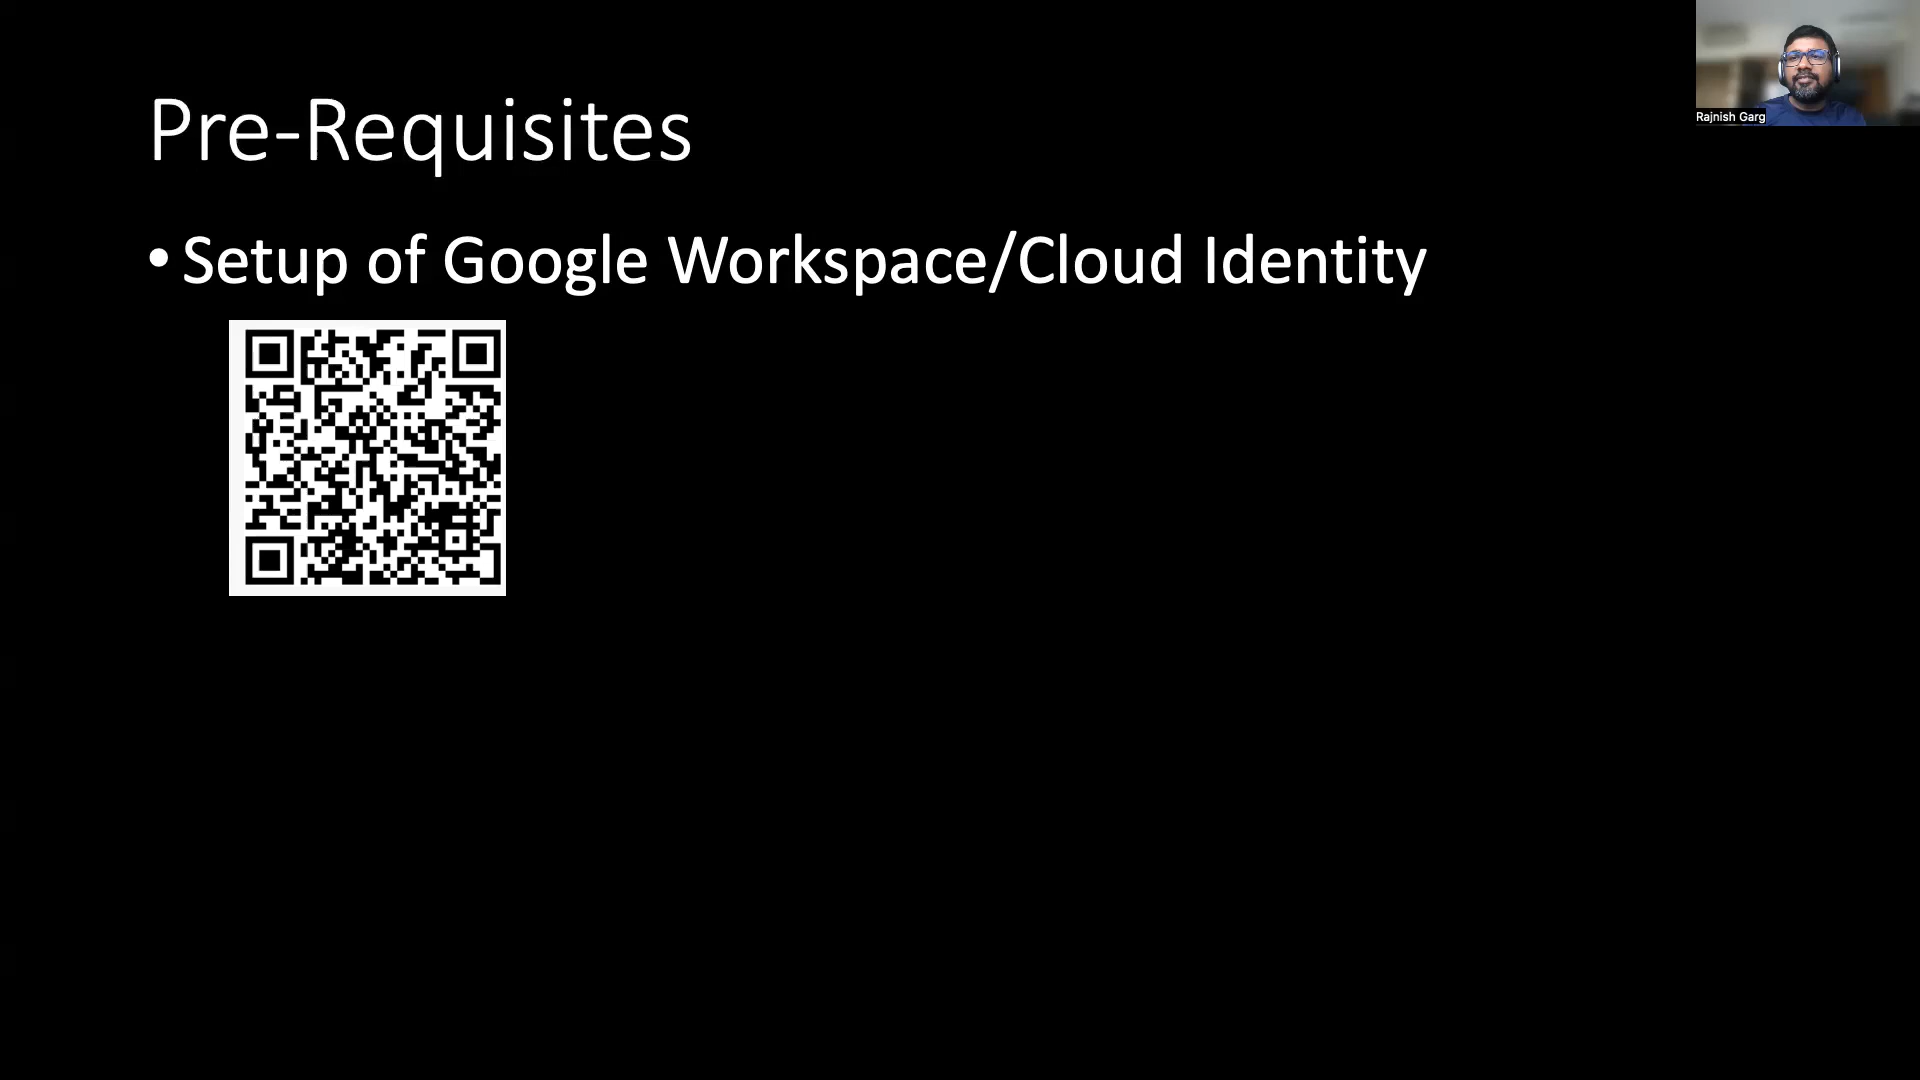 Pre-Requisites
• Setup of Google Workspace/Cloud Identity
Rajnish Garg